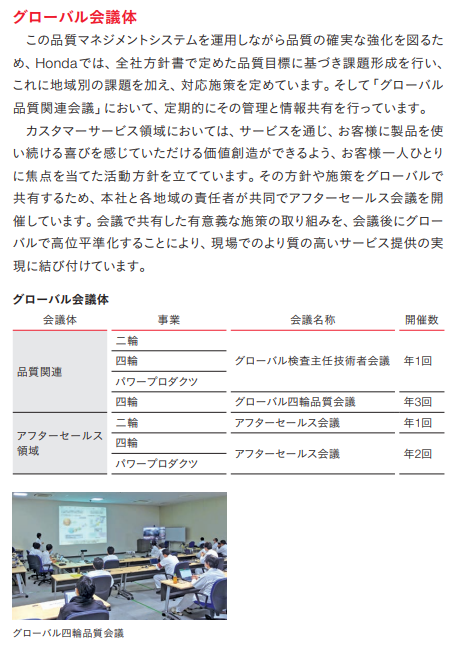 グローバル会議体
この品質マネジメントシステムを運用しながら品質の確実な強化を図るた
め、Hondaでは、全社方針書で定めた品質目標に基づき課題形成を行い、
これに地域別の課題を加え、対応施策を定めています。そして「グローバル
品質関連会議」において、定期的にその管理と情報共有を行っています。
カスタマーサービス領域においては、サービスを通じ、お客様に製品を使
い続ける喜びを感じていただける価値創造ができるよう、お客様一人ひとり
に焦点を当てた活動方針を立てています。その方針や施策をグローバルで
共有するため、本社と各地域の責任者が共同でアフターセールス会議を開
催しています。会議で共有した有意義な施策の取り組みを、会議後にグロー
バルで高位平準化することにより、現場でのより質の高いサービス提供の実
現に結び付けています。
グローバル会議体
会議体 事業 会議名称 開催数
品質関連 二輪 グローバル検査主任技術者会議 年1回
四輪
パワープロダクツ
四輪 グローバル四輪品質会議 年3回
アフターセールス 二輪 アフターセールス会議 年1回
領域 四輪 アフターセールス会議 年2回
パワープロダクツ
グローバル四輪品質会議